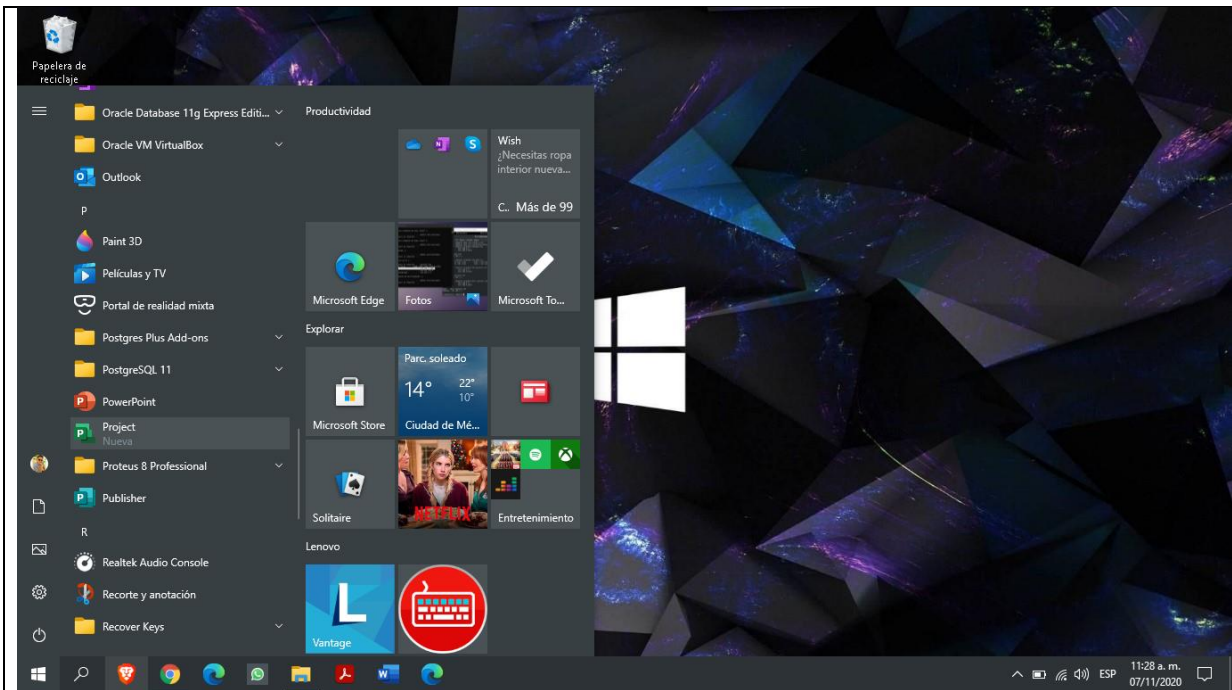 Papelera de
reciclaje
Oracle Database 11g Express Editi...
Oracle VM VirtualBox
Outlook
P
Paint 3D
Películas y TV
Portal de realidad mixta
Postgres Plus Add-ons
PostgreSQL 11
PowerPoint
Project
Nueva
Proteus 8 Professional
Publisher
R
Realtek Audio Console
Recorte y anotación
Recover Keys
Productividad
Wish
¿Necesitas ropa
interior nueva...
C.. Más de 99
Microsoft Edge
Fotos
Microsoft To...
Explorar
Microsoft Store
Parc. soleado
14° 22°
10°
Ciudad de Mé...
Solitaire
NETFLIX
Entretenimiento
Lenovo
L
Vantage
ESP
11:28 a. m.
07/11/2020